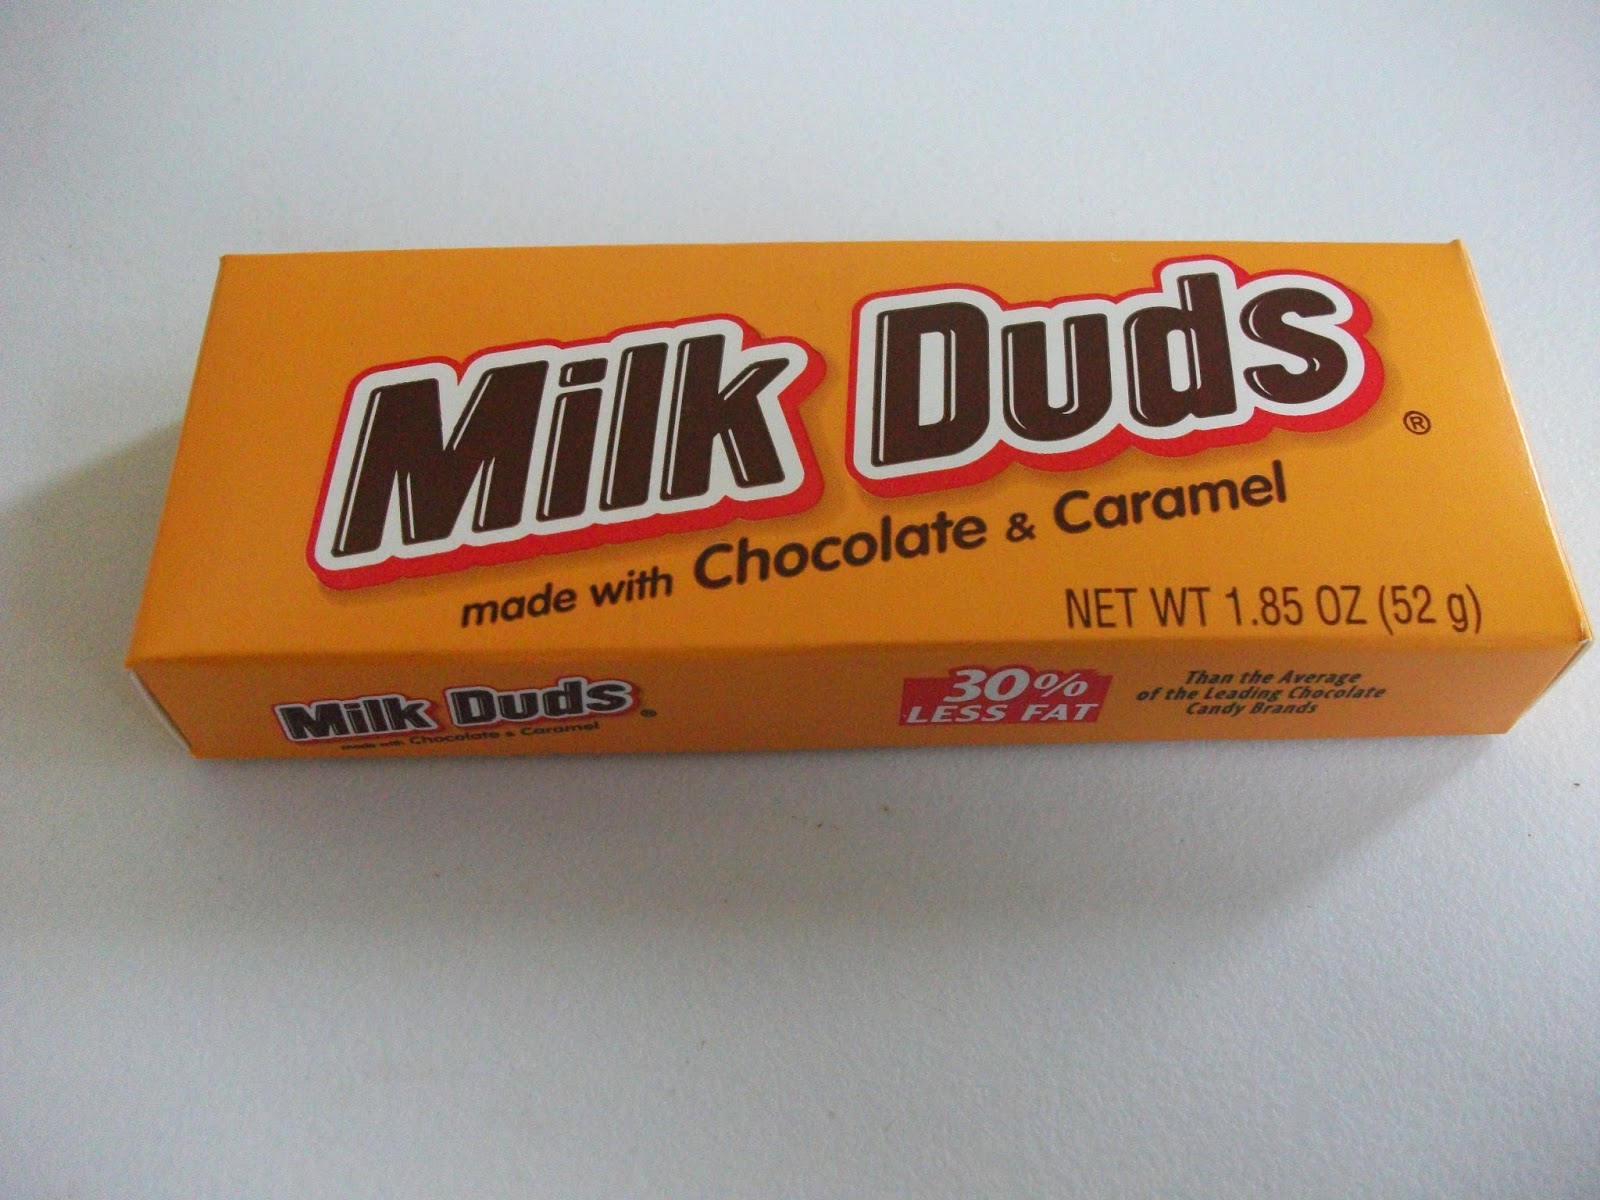 Milk Duds®
made with Chocolate & Caramel
NET WT 1.85 OZ (52 g)
Milk Duds®
made with Chocolate & Caramel
30%
LESS FAT
Than the Average
of the Leading Chocolate
Candy Brands